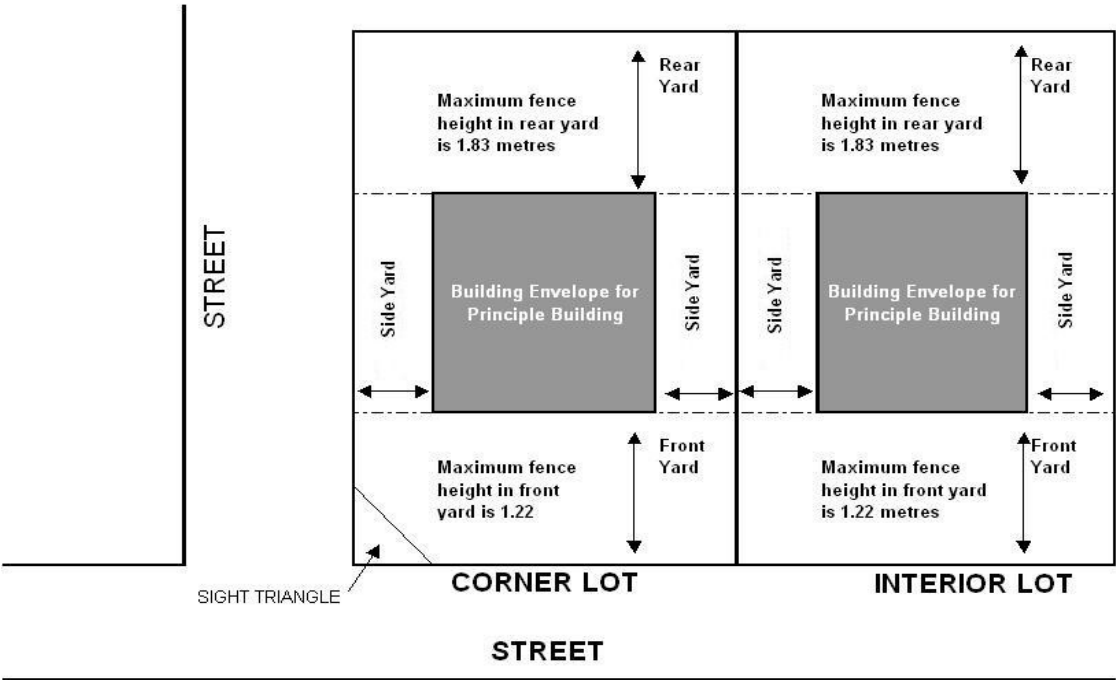 Rear
Yard
Maximum fence
height in rear yard
is 1.83 metres
Rear
Yard
Maximum fence
height in rear yard
is 1.83 metres
STREET
Side Yard
Building Envelope for
Principle Building
Side Yard
Side Yard
Building Envelope for
Principle Building
Side Yard
Front
Yard
Maximum fence
height in front
yard is 1.22
Front
Yard
Maximum fence
height in front yard
is 1.22 metres
SIGHT TRIANGLE
CORNER LOT
INTERIOR LOT
STREET